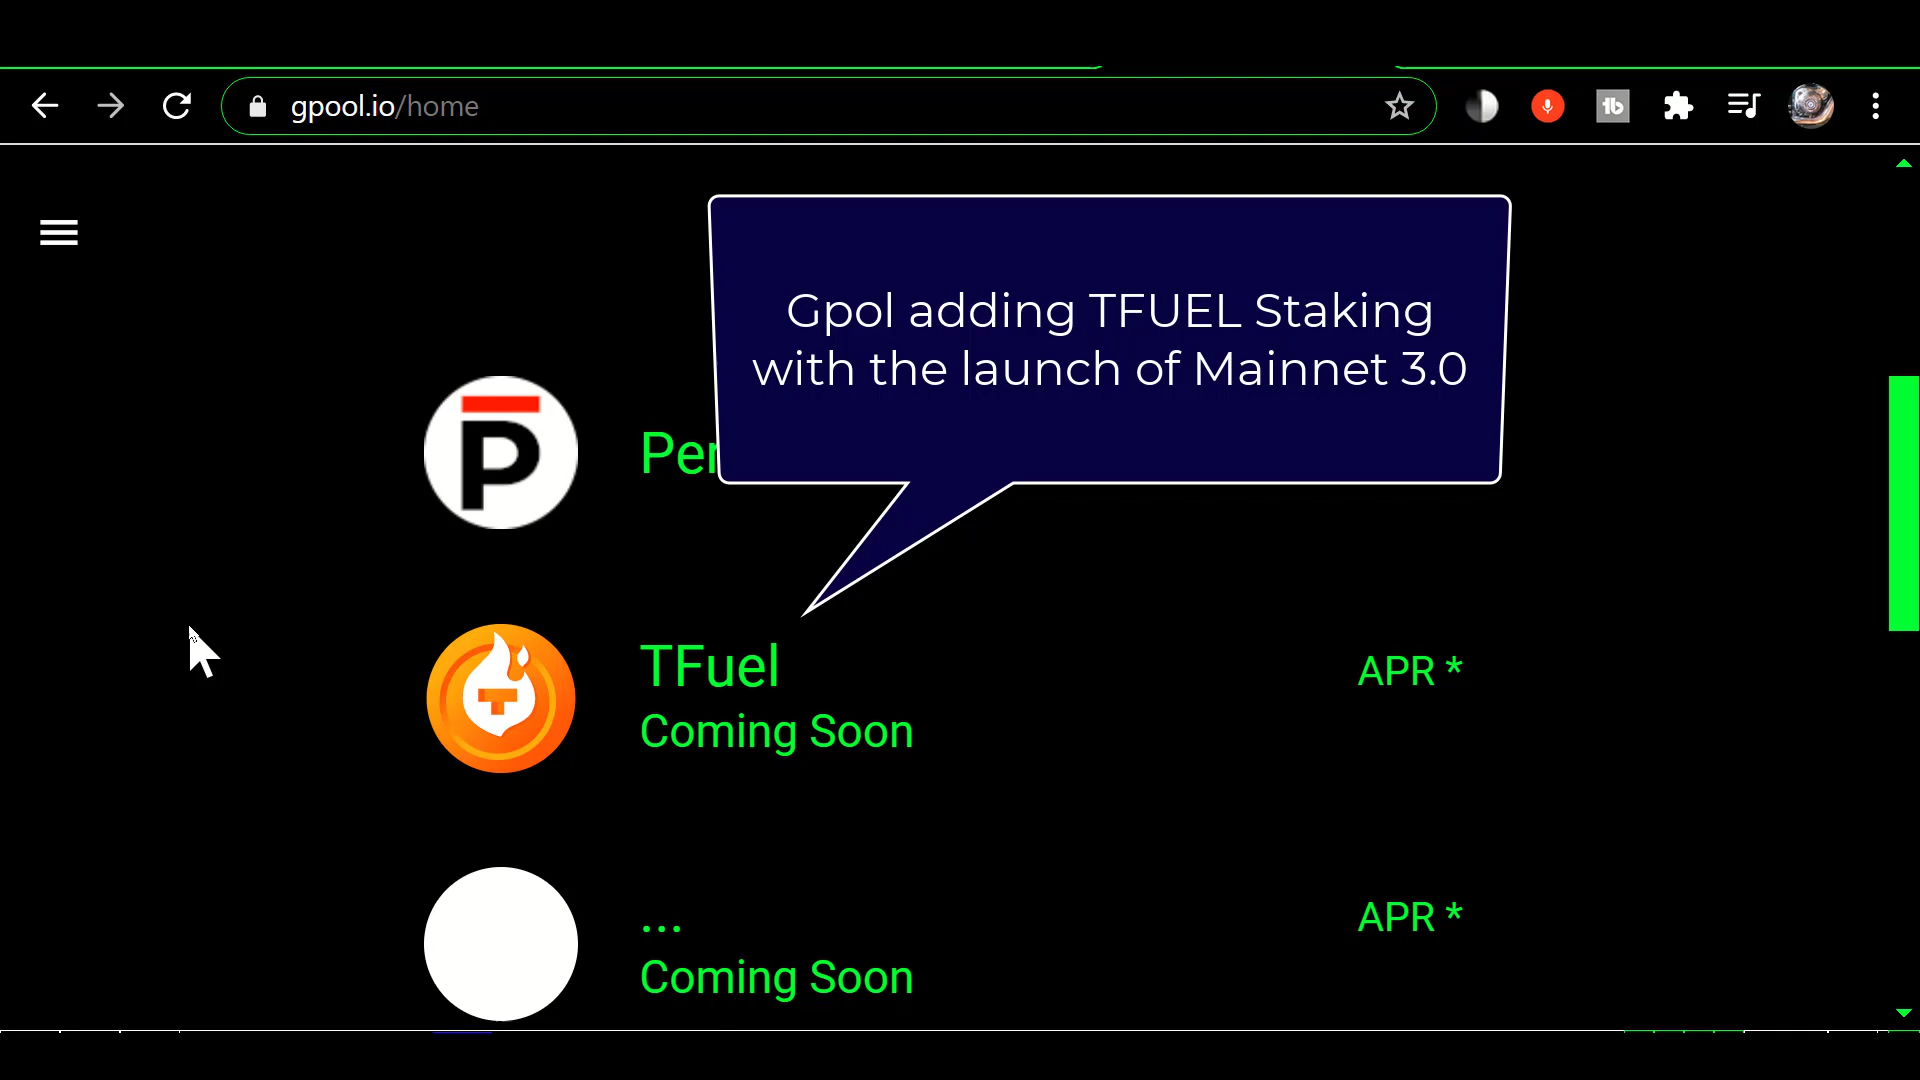 gpool.io/home
Gpol adding TFUEL Staking
with the launch of Mainnet 3.0
P
TFuel
APR *
Coming Soon
...
APR *
Coming Soon